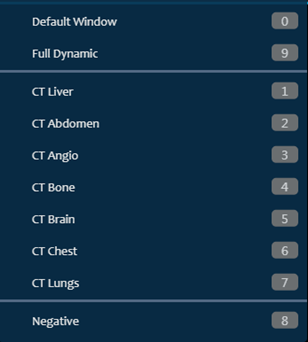 Default Window 0
Full Dynamic 9
CT Liver 1
CT Abdomen 2
CT Angio 3
CT Bone 4
CT Brain 5
CT Chest 6
CT Lungs 7
Negative 8